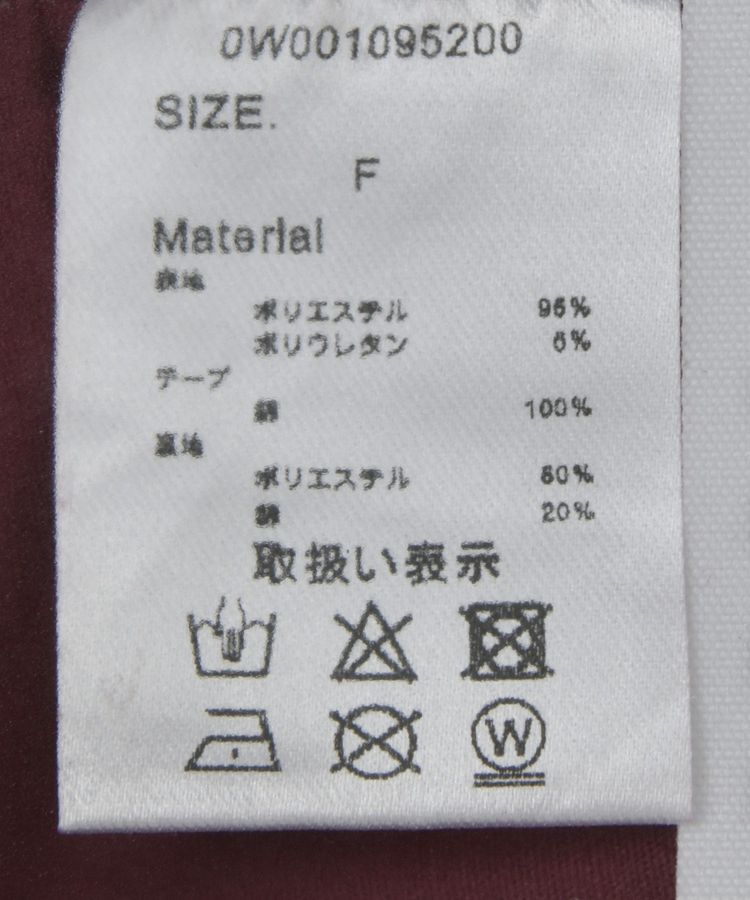 0W001095200
SIZE.
F
Material
表地
ポリエステル 95%
ポリウレタン 5%
テープ
綿 100%
裏地
ポリエステル 80%
綿 20%
取扱い表示
W